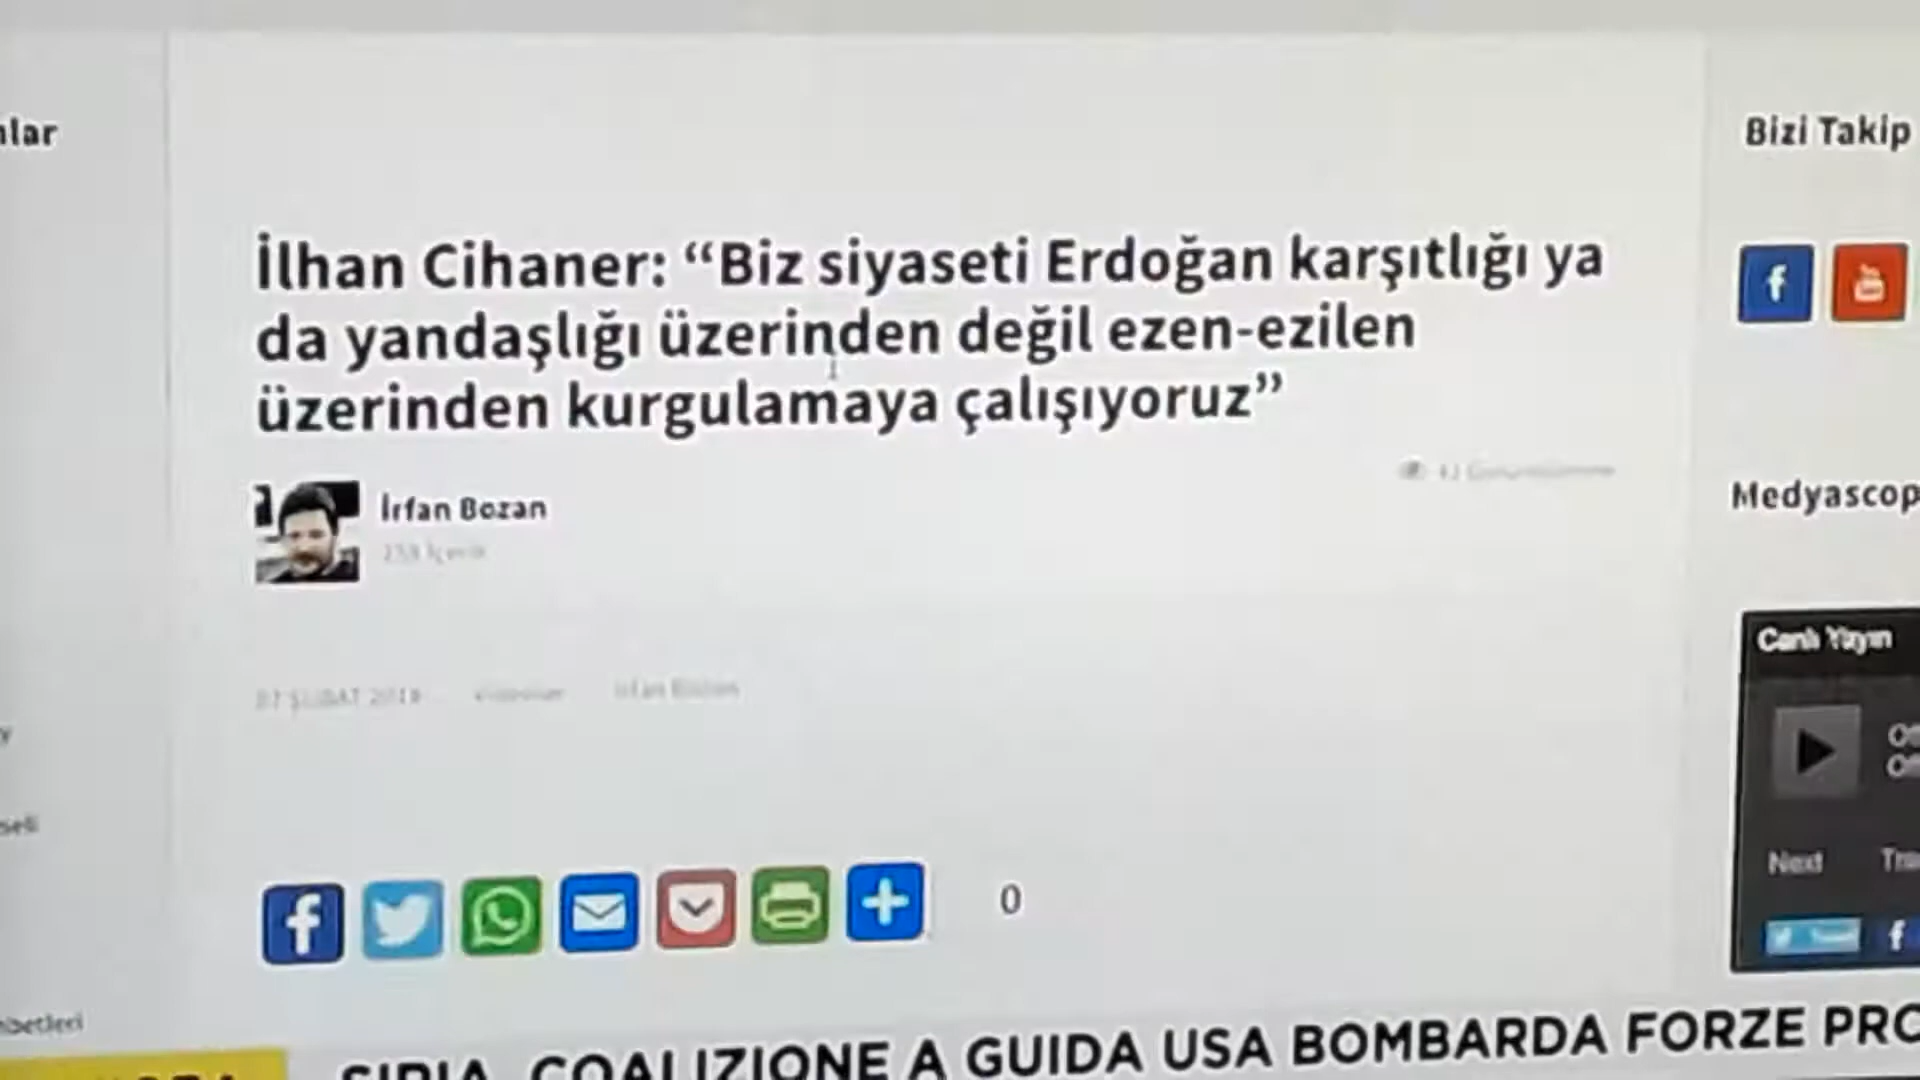 Bizi Takip
İlhan Cihaner: “Biz siyaseti Erdoğan karşıtlığı ya
da yandaşlığı üzerinden değil ezen-ezilen
üzerinden kurgulamaya çalışıyoruz”
İrfan Bozan
Medyascop
Canlı Yayın
Next
0
SIRIA, COALIZIONE A GUIDA USA BOMBARDA FORZE PRO